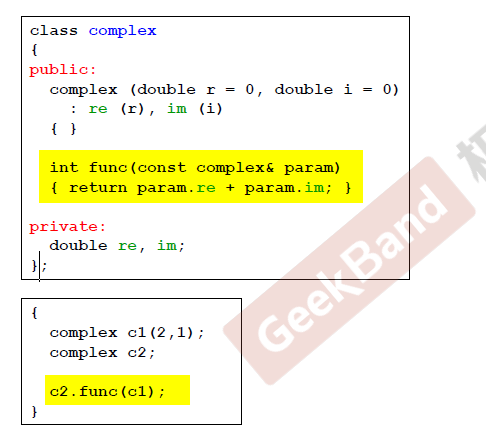 class complex
{
public:
  complex (double r = 0, double i = 0)
    : re (r), im (i)
  { }
  int func(const complex& param)
  { return param.re + param.im; }
private:
  double re, im;
};
{
  complex c1(2,1);
  complex c2;
  c2.func(c1);
}
GeekBand